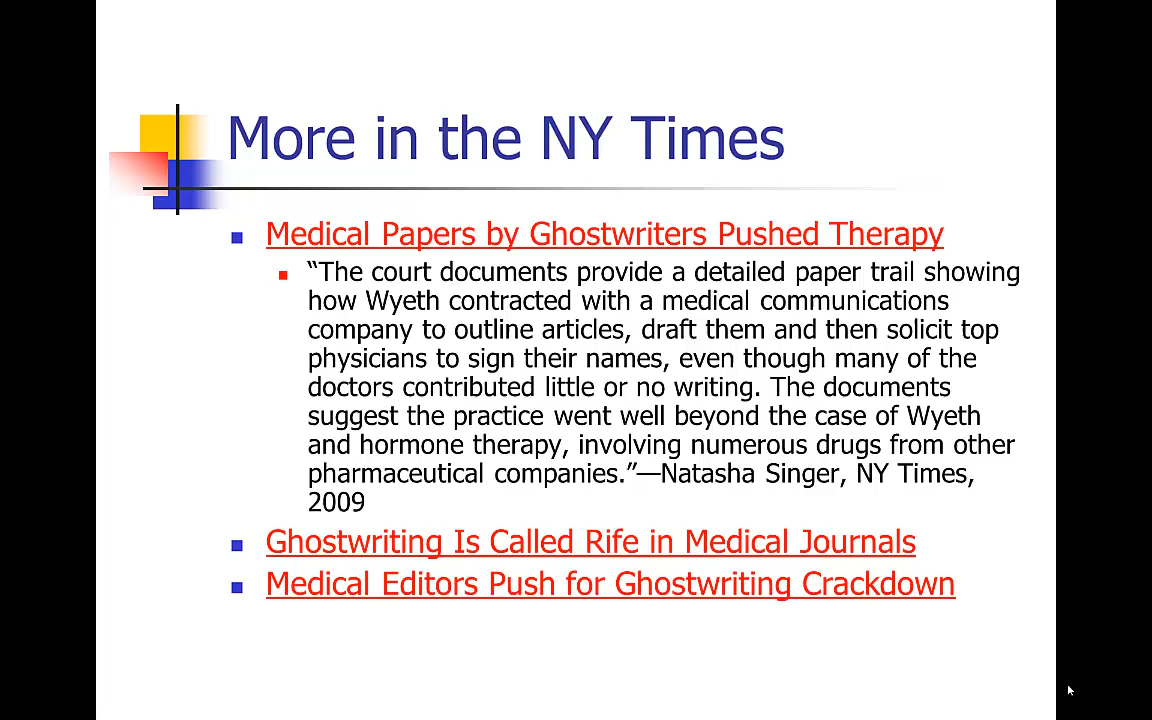 More in the NY Times
Medical Papers by Ghostwriters Pushed Therapy
“The court documents provide a detailed paper trail showing
how Wyeth contracted with a medical communications
company to outline articles, draft them and then solicit top
physicians to sign their names, even though many of the
doctors contributed little or no writing. The documents
suggest the practice went well beyond the case of Wyeth
and hormone therapy, involving numerous drugs from other
pharmaceutical companies.”—Natasha Singer, NY Times,
2009
Ghostwriting Is Called Rife in Medical Journals
Medical Editors Push for Ghostwriting Crackdown